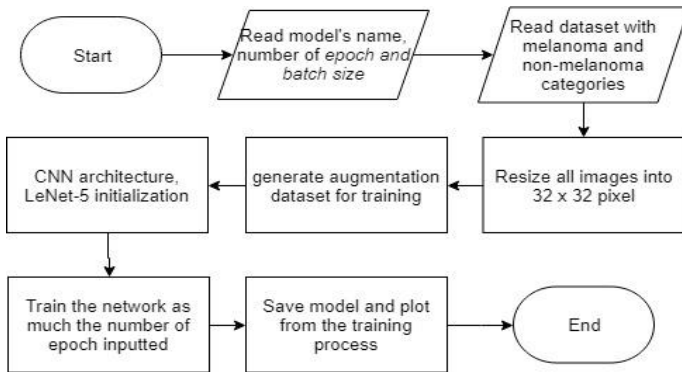 Start
Read model's name,
number of epoch and
batch size
Read dataset with
melanoma and
non-melanoma
categories
Resize all images into
32 x 32 pixel
generate augmentation
dataset for training
CNN architecture,
LeNet-5 initialization
Train the network as
much the number of
epoch inputted
Save model and plot
from the training
process
End